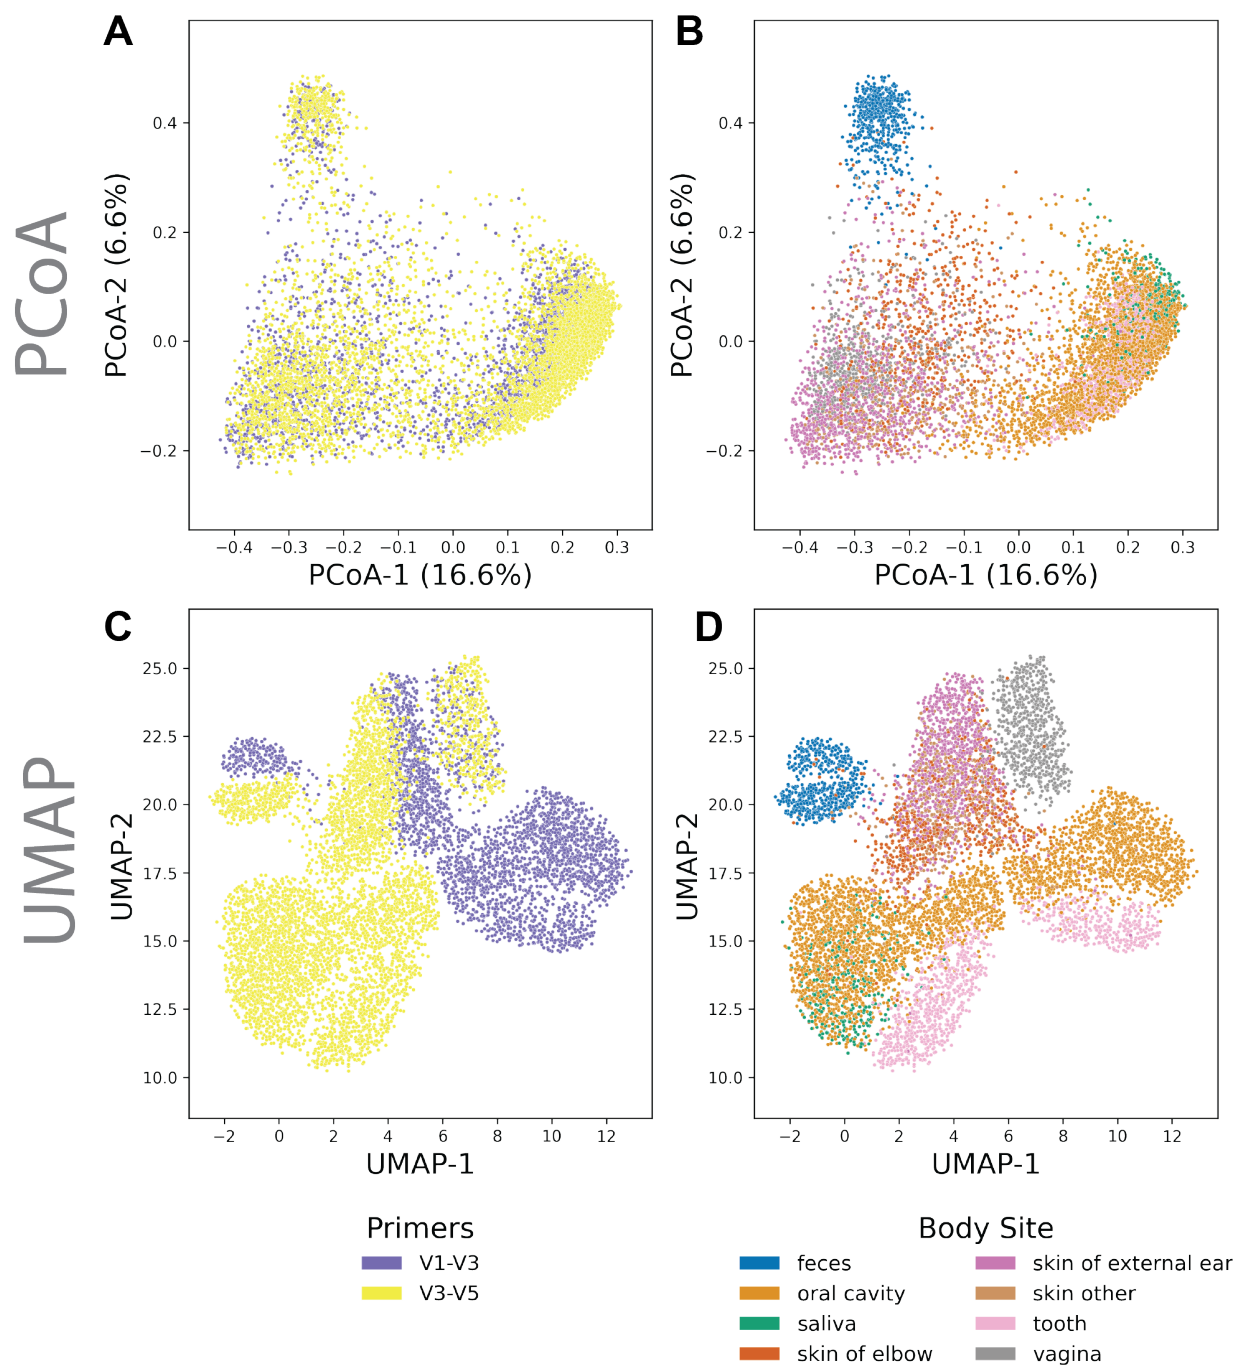 A
B
PCoA
PCoA-2 (6.6%)
0.4
0.2
0.0
−0.2
−0.4
−0.3
−0.2
−0.1
0.0
0.1
0.2
0.3
PCoA-1 (16.6%)
PCoA-2 (6.6%)
0.4
0.2
0.0
−0.2
−0.4
−0.3
−0.2
−0.1
0.0
0.1
0.2
0.3
PCoA-1 (16.6%)
C
D
UMAP
UMAP-2
25.0
22.5
20.0
17.5
15.0
12.5
10.0
−2
0
2
4
6
8
10
12
UMAP-1
UMAP-2
25.0
22.5
20.0
17.5
15.0
12.5
10.0
−2
0
2
4
6
8
10
12
UMAP-1
Primers
V1-V3
V3-V5
Body Site
feces
oral cavity
saliva
skin of elbow
skin of external ear
skin other
tooth
vagina